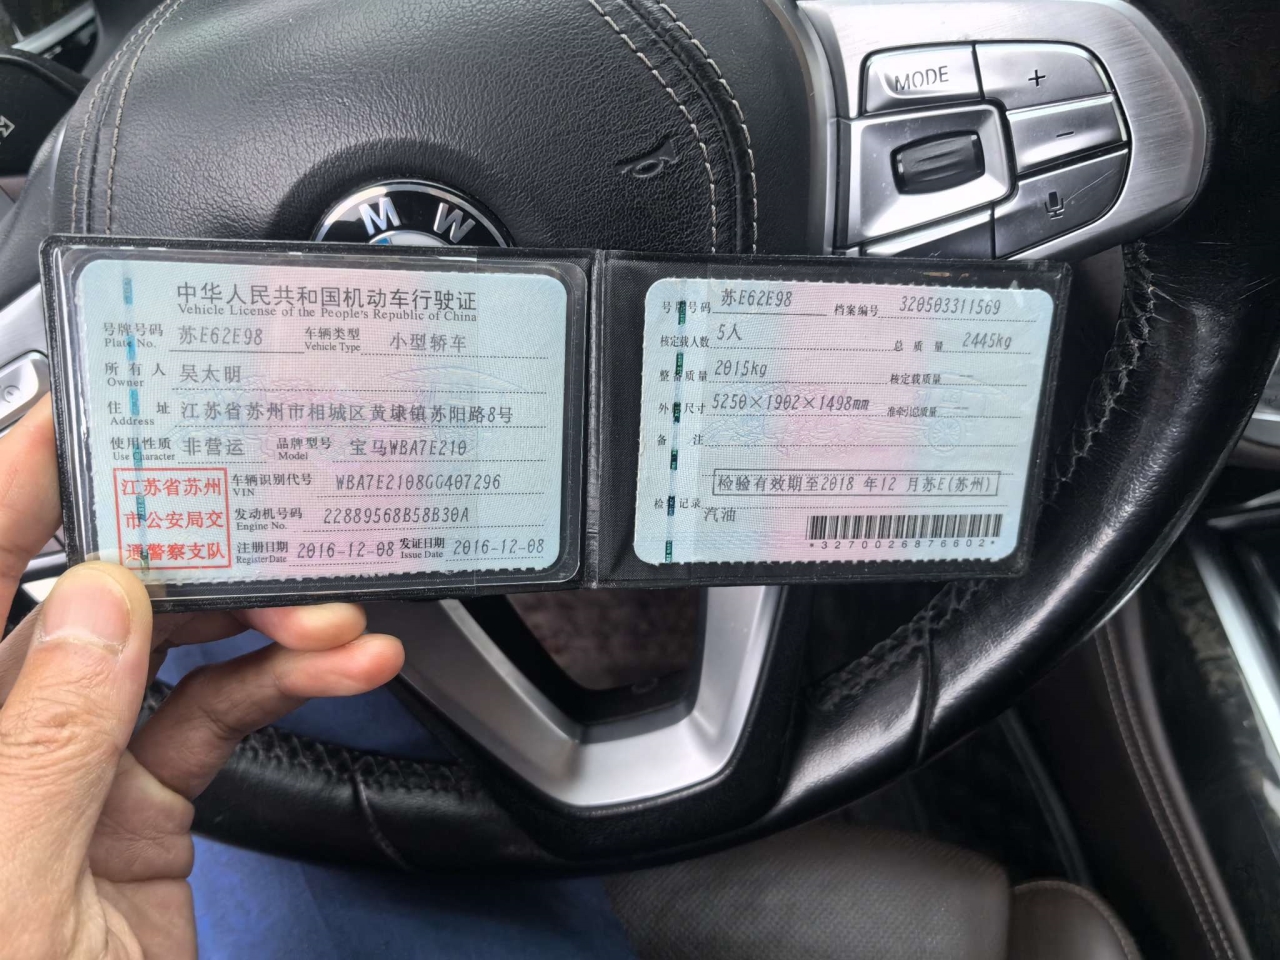 MODE
+
-
M W
中华人民共和国机动车行驶证
Vehicle License of the People's Republic of China
号牌号码 苏E62E98 车辆类型 小型轿车
Plate No. Vehicle Type
所有人 吴太明
Owner
住址 江苏省苏州市相城区黄埭镇苏阳路8号
Address
使用性质 非营运 品牌型号 宝马WBA7E210
Use Character Model
江苏省苏州
市公安局交
通警察支队
车辆识别代号 WBA7E2108GG407296
VIN
发动机号码 22889568B58B30A
Engine No.
注册日期 2016-12-08 发证日期 2016-12-08
Register Date Issue Date
号牌号码 苏E62E98 档案编号 320503311569
核定载人数 5人 总质量 2445kg
整备质量 2015kg 核定载质量 --
外廓尺寸 5250×1902×1498mm 准牵引总质量 --
备注
检验有效期至2018 年12 月苏E(苏州)
检验记录
汽油
*3270026876602*